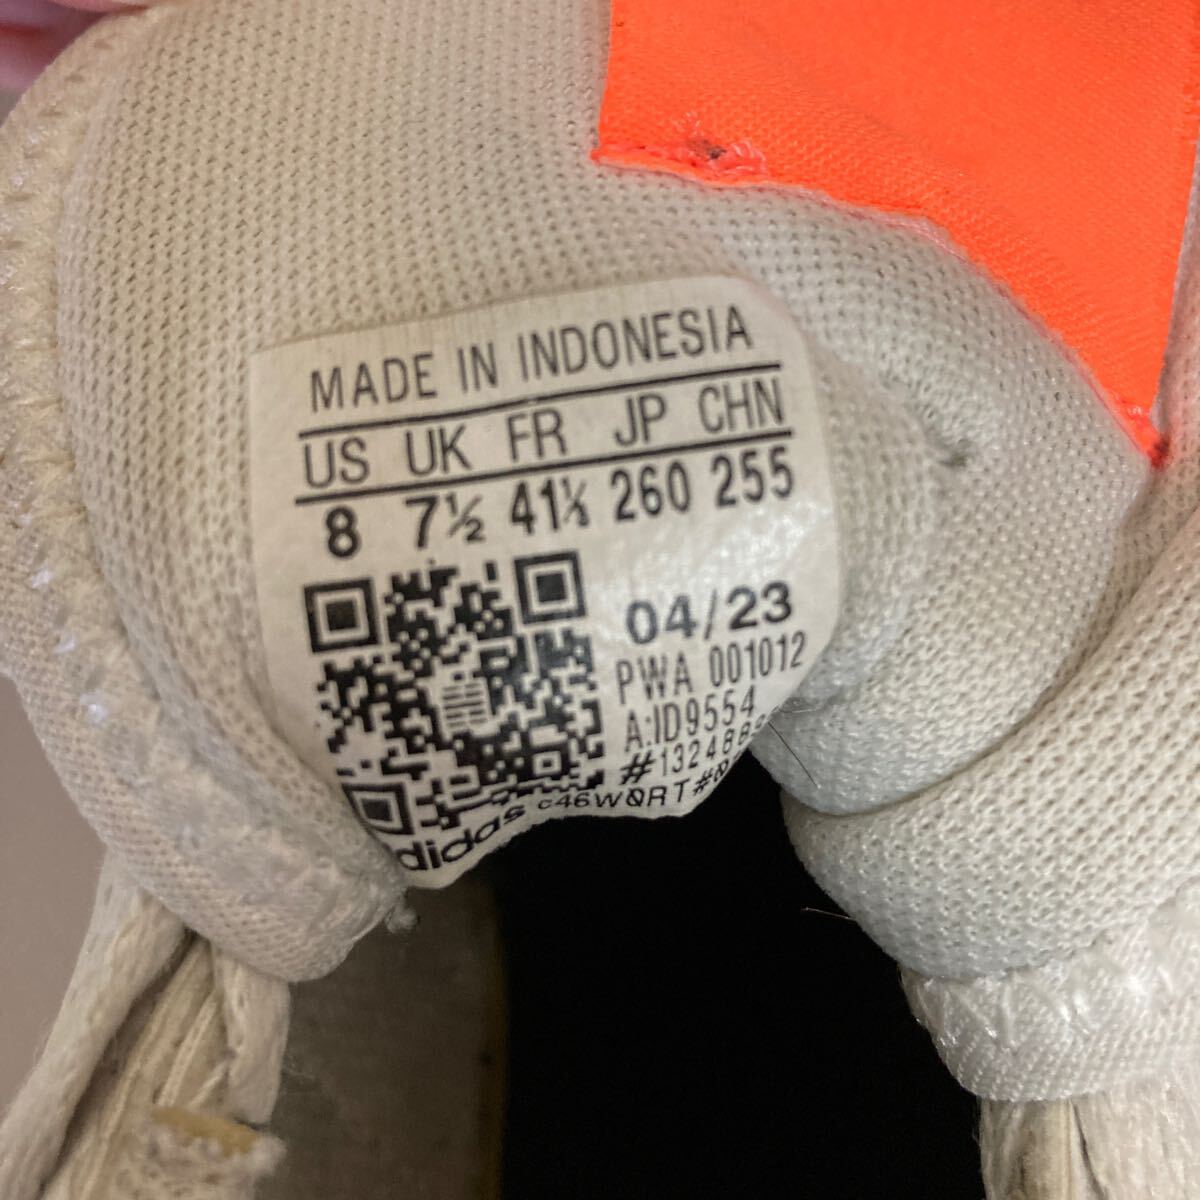 MADE IN INDONESIA
US UK FR JP CHN
8 7½ 41⅓ 260 255
04/23
PWA 001012
A:ID9554
c46WØRT
adidas